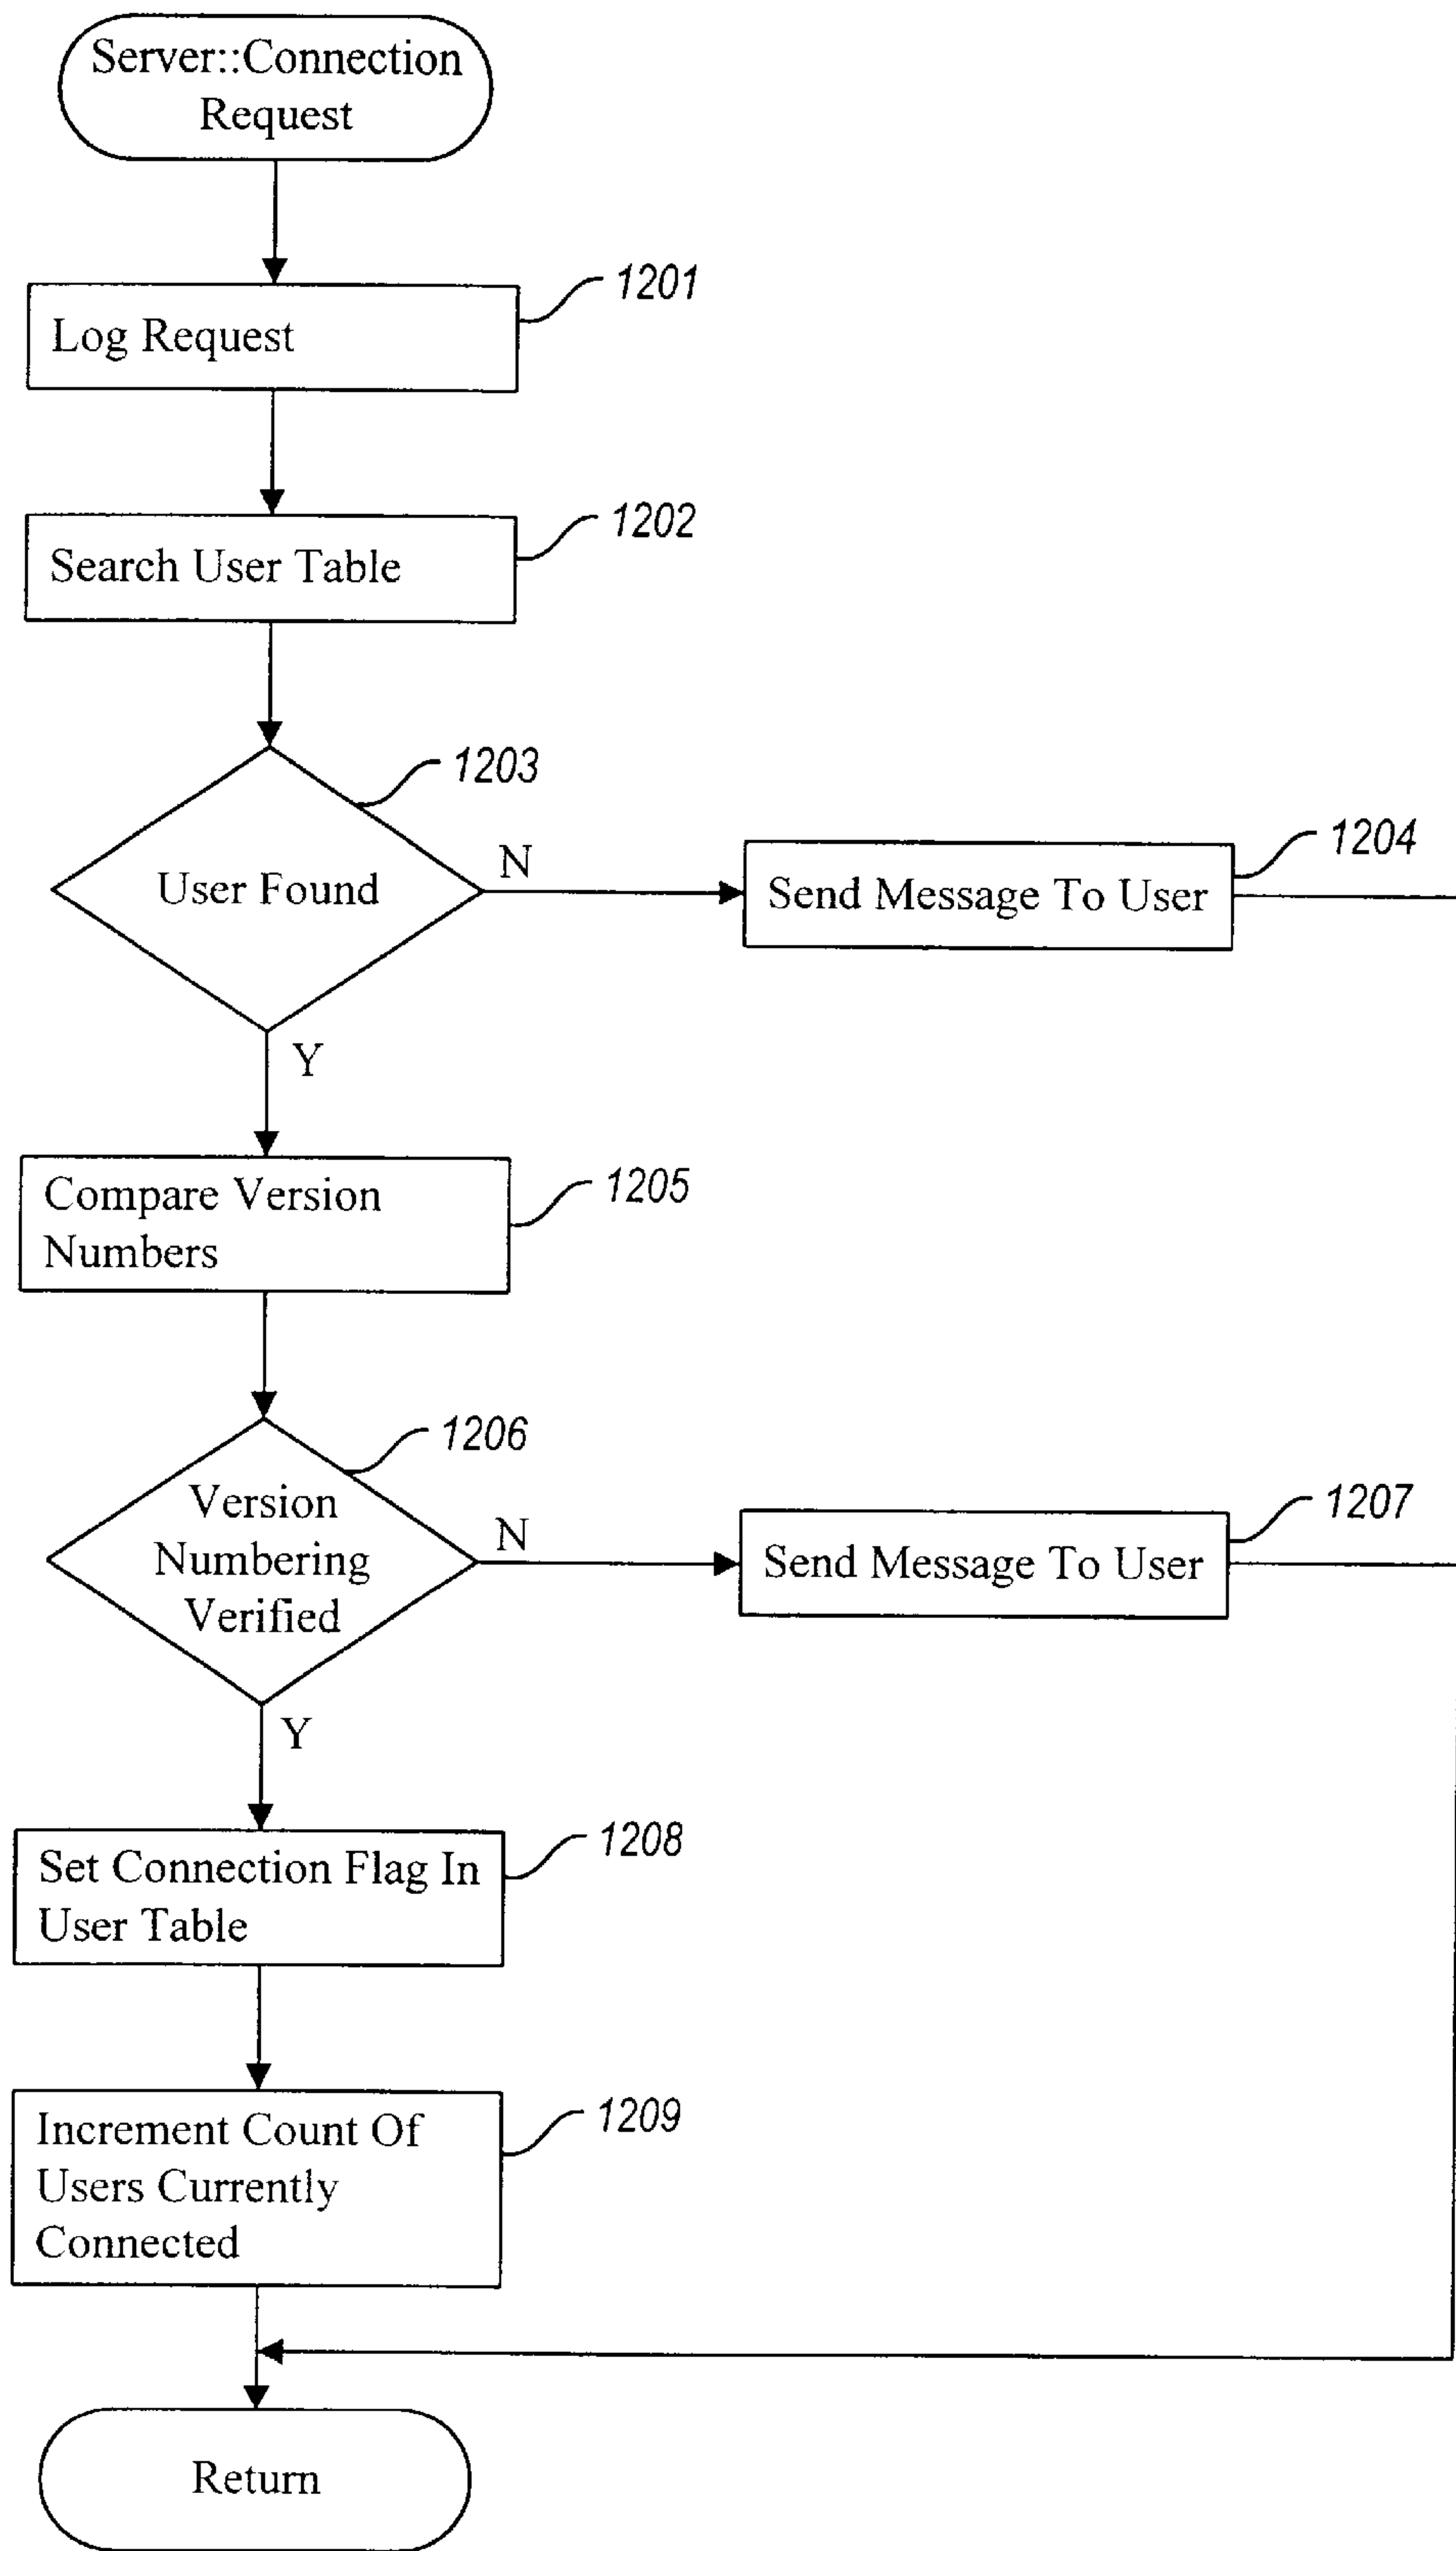 Server::Connection
Request
1201
Log Request
1202
Search User Table
1203
User Found
N
1204
Send Message To User
Y
1205
Compare Version
Numbers
1206
Version
Numbering
Verified
N
1207
Send Message To User
Y
1208
Set Connection Flag In
User Table
1209
Increment Count Of
Users Currently
Connected
Return